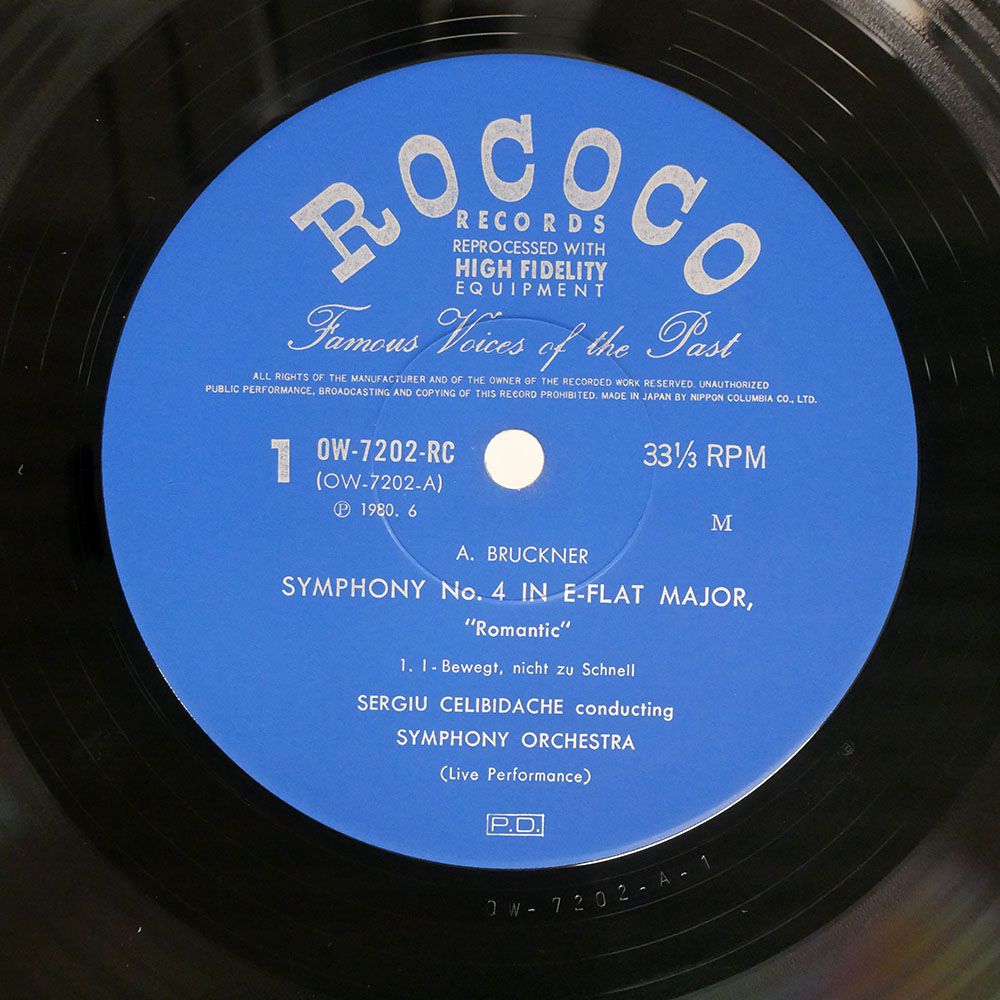 ROCOCO
RECORDS
REPROCESSED WITH
HIGH FIDELITY
EQUIPMENT
Famous Voices of the Past
ALL RIGHTS OF THE MANUFACTURER AND OF THE OWNER OF THE RECORDED WORK RESERVED. UNAUTHORIZED
PUBLIC PERFORMANCE, BROADCASTING AND COPYING OF THIS RECORD PROHIBITED. MADE IN JAPAN BY NIPPON COLUMBIA CO., LTD.
1 OW-7202-RC 33⅓ RPM
(OW-7202-A)
Ⓟ 1980. 6
M
A. BRUCKNER
SYMPHONY No. 4 IN E-FLAT MAJOR,
"Romantic"
1. I - Bewegt, nicht zu Schnell
SERGIU CELIBIDACHE conducting
SYMPHONY ORCHESTRA
(Live Performance)
P.D.
OW-7202-A-1